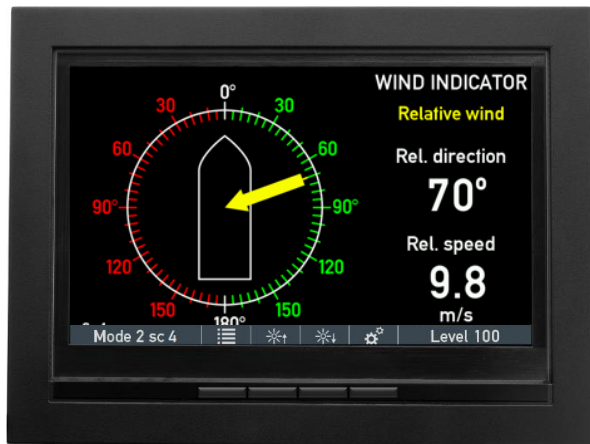 WIND INDICATOR
Relative wind
Rel. direction
70°
Rel. speed
9.8
m/s
0°
30 30
60 60
90° 90°
120 120
150 150
180°
Mode 2 sc 4
Level 100